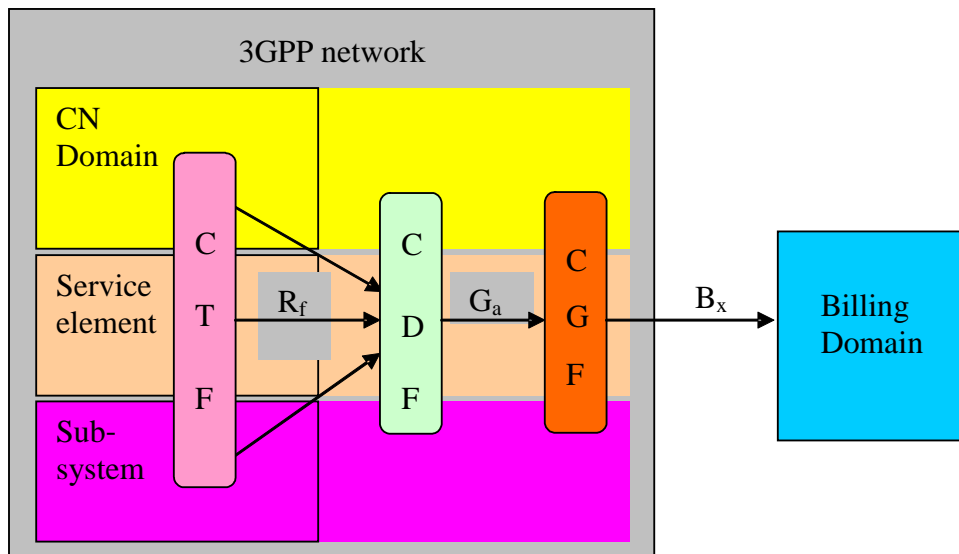 3GPP network
CN
Domain
Service
element
Sub-
system
C
T
F
Rf
C
D
F
Ga
C
G
F
Bx
Billing
Domain